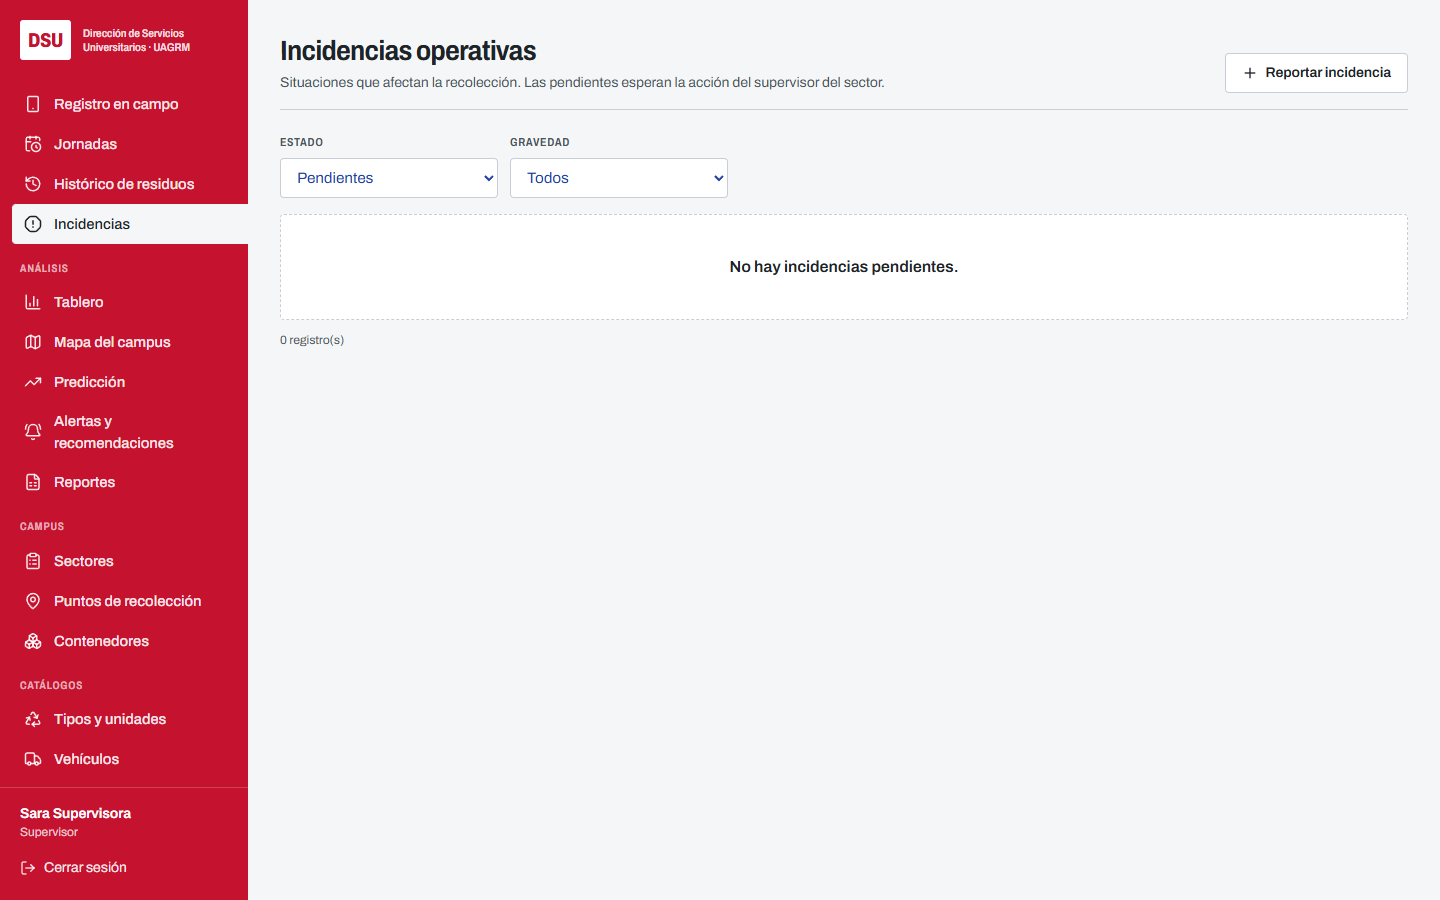 DSU
Dirección de Servicios
Universitarios · UAGRM
Registro en campo
Jornadas
Histórico de residuos
Incidencias
ANÁLISIS
Tablero
Mapa del campus
Predicción
Alertas y
recomendaciones
Reportes
CAMPUS
Sectores
Puntos de recolección
Contenedores
CATÁLOGOS
Tipos y unidades
Vehículos
Sara Supervisora
Supervisor
Cerrar sesión
Incidencias operativas
Situaciones que afectan la recolección. Las pendientes esperan la acción del supervisor del sector.
Reportar incidencia
ESTADO
GRAVEDAD
Pendientes
Todos
No hay incidencias pendientes.
0 registro(s)